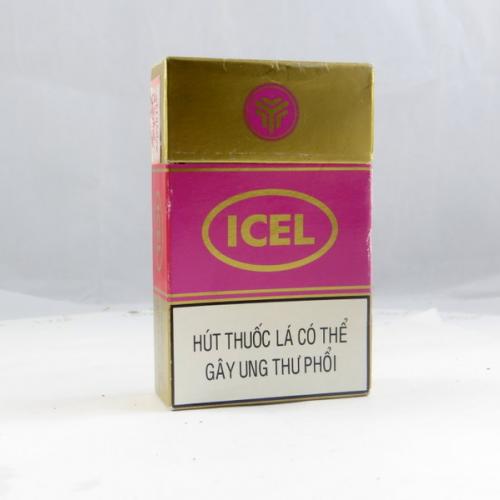 ICEL
HÚT THUỐC LÁ CÓ THỂ
GÂY UNG THƯ PHỔI